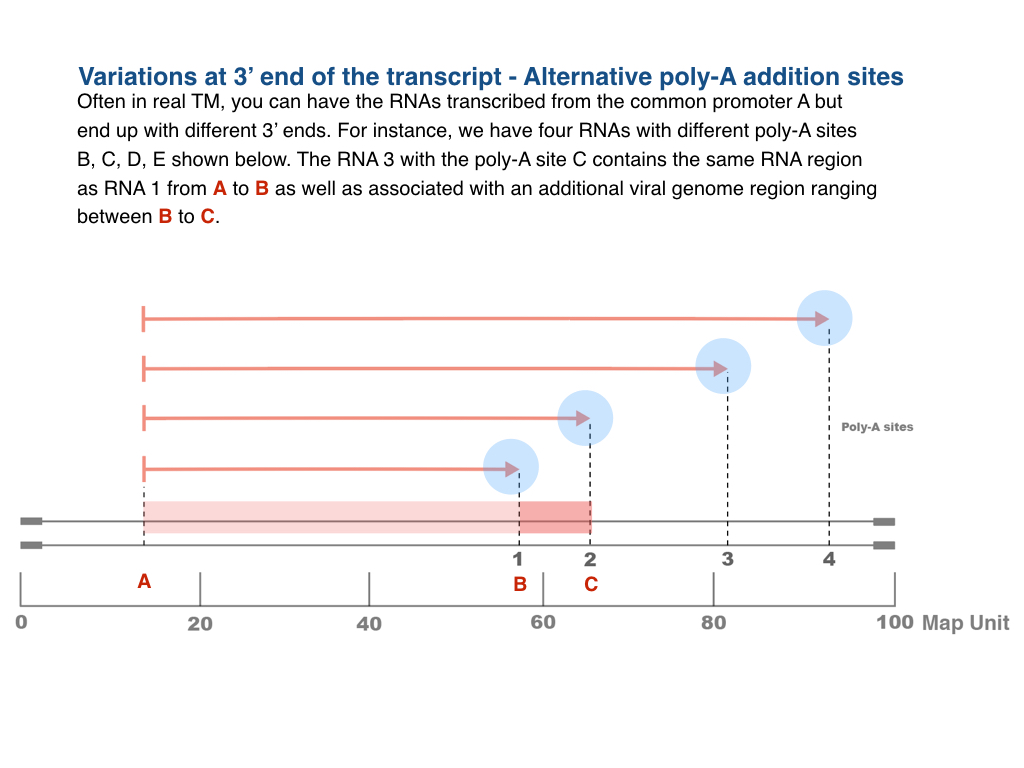 Variations at 3’ end of the transcript - Alternative poly-A addition sites
Often in real TM, you can have the RNAs transcribed from the common promoter A but
end up with different 3’ ends. For instance, we have four RNAs with different poly-A sites
B, C, D, E shown below. The RNA 3 with the poly-A site C contains the same RNA region
as RNA 1 from A to B as well as associated with an additional viral genome region ranging
between B to C.
Poly-A sites
1 2 3 4
A B C
0 20 40 60 80 100 Map Unit